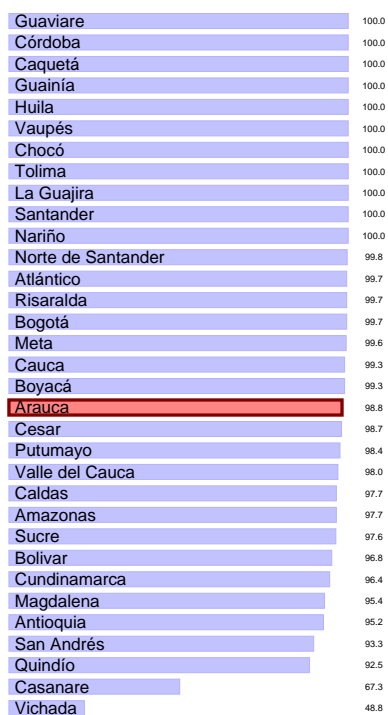 Guaviare 100.0
Córdoba 100.0
Caquetá 100.0
Guainía 100.0
Huila 100.0
Vaupés 100.0
Chocó 100.0
Tolima 100.0
La Guajira 100.0
Santander 100.0
Nariño 100.0
Norte de Santander 99.8
Atlántico 99.7
Risaralda 99.7
Bogotá 99.7
Meta 99.6
Cauca 99.3
Boyacá 99.3
Arauca 98.8
Cesar 98.7
Putumayo 98.4
Valle del Cauca 98.0
Caldas 97.7
Amazonas 97.7
Sucre 97.6
Bolivar 96.8
Cundinamarca 96.4
Magdalena 95.4
Antioquia 95.2
San Andrés 93.3
Quindío 92.5
Casanare 67.3
Vichada 48.8